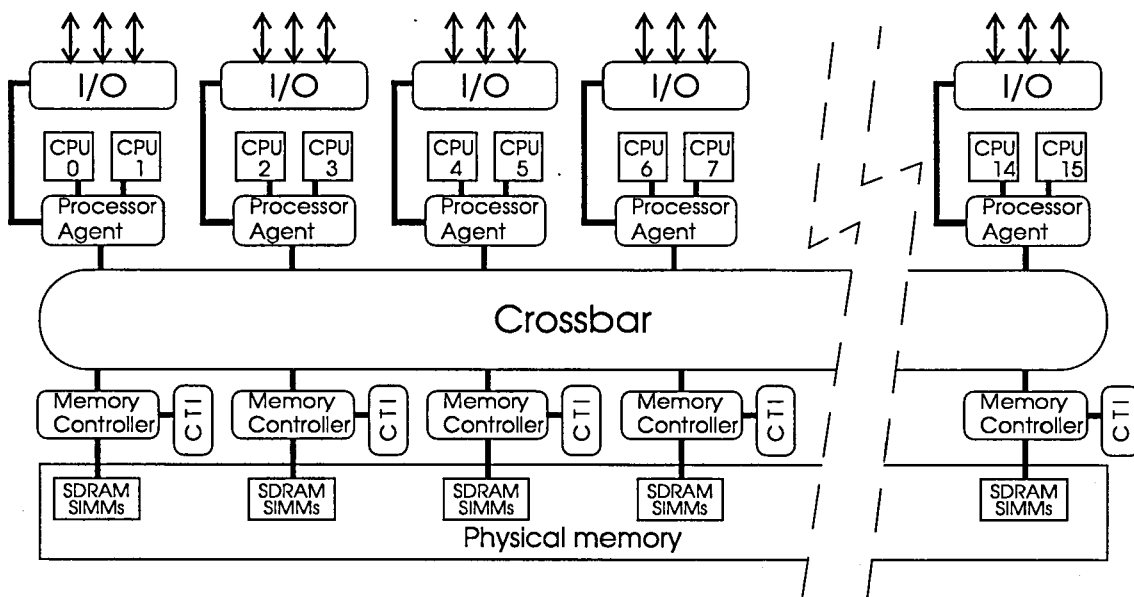 I/O I/O I/O I/O I/O
CPU 0 CPU 1 CPU 2 CPU 3 CPU 4 CPU 5 CPU 6 CPU 7 CPU 14 CPU 15
Processor Processor Processor Processor Processor
Agent Agent Agent Agent Agent
Crossbar
Memory Memory Memory Memory Memory
Controller CTI Controller CTI Controller CTI Controller CTI Controller CTI
SDRAM SDRAM SDRAM SDRAM SDRAM
SIMMs SIMMs SIMMs SIMMs SIMMs
Physical memory